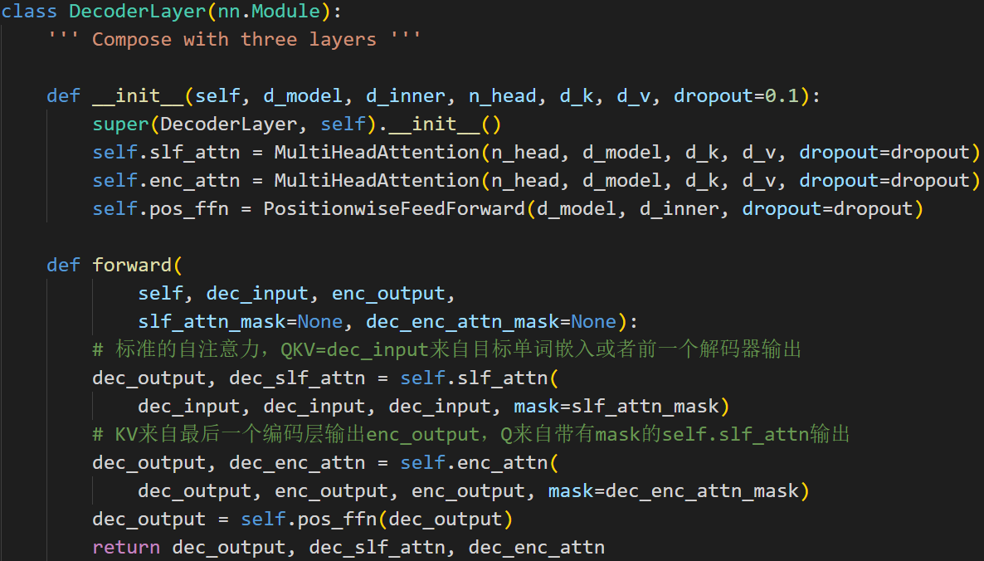 class DecoderLayer(nn.Module):
    ''' Compose with three layers '''

    def __init__(self, d_model, d_inner, n_head, d_k, d_v, dropout=0.1):
        super(DecoderLayer, self).__init__()
        self.slf_attn = MultiHeadAttention(n_head, d_model, d_k, d_v, dropout=dropout)
        self.enc_attn = MultiHeadAttention(n_head, d_model, d_k, d_v, dropout=dropout)
        self.pos_ffn = PositionwiseFeedForward(d_model, d_inner, dropout=dropout)

    def forward(
            self, dec_input, enc_output,
            slf_attn_mask=None, dec_enc_attn_mask=None):
        # 标准的自注意力，QKV=dec_input来自目标单词嵌入或者前一个解码器输出
        dec_output, dec_slf_attn = self.slf_attn(
            dec_input, dec_input, dec_input, mask=slf_attn_mask)
        # KV来自最后一个编码层输出enc_output，Q来自带有mask的self.slf_attn输出
        dec_output, dec_enc_attn = self.enc_attn(
            dec_output, enc_output, enc_output, mask=dec_enc_attn_mask)
        dec_output = self.pos_ffn(dec_output)
        return dec_output, dec_slf_attn, dec_enc_attn